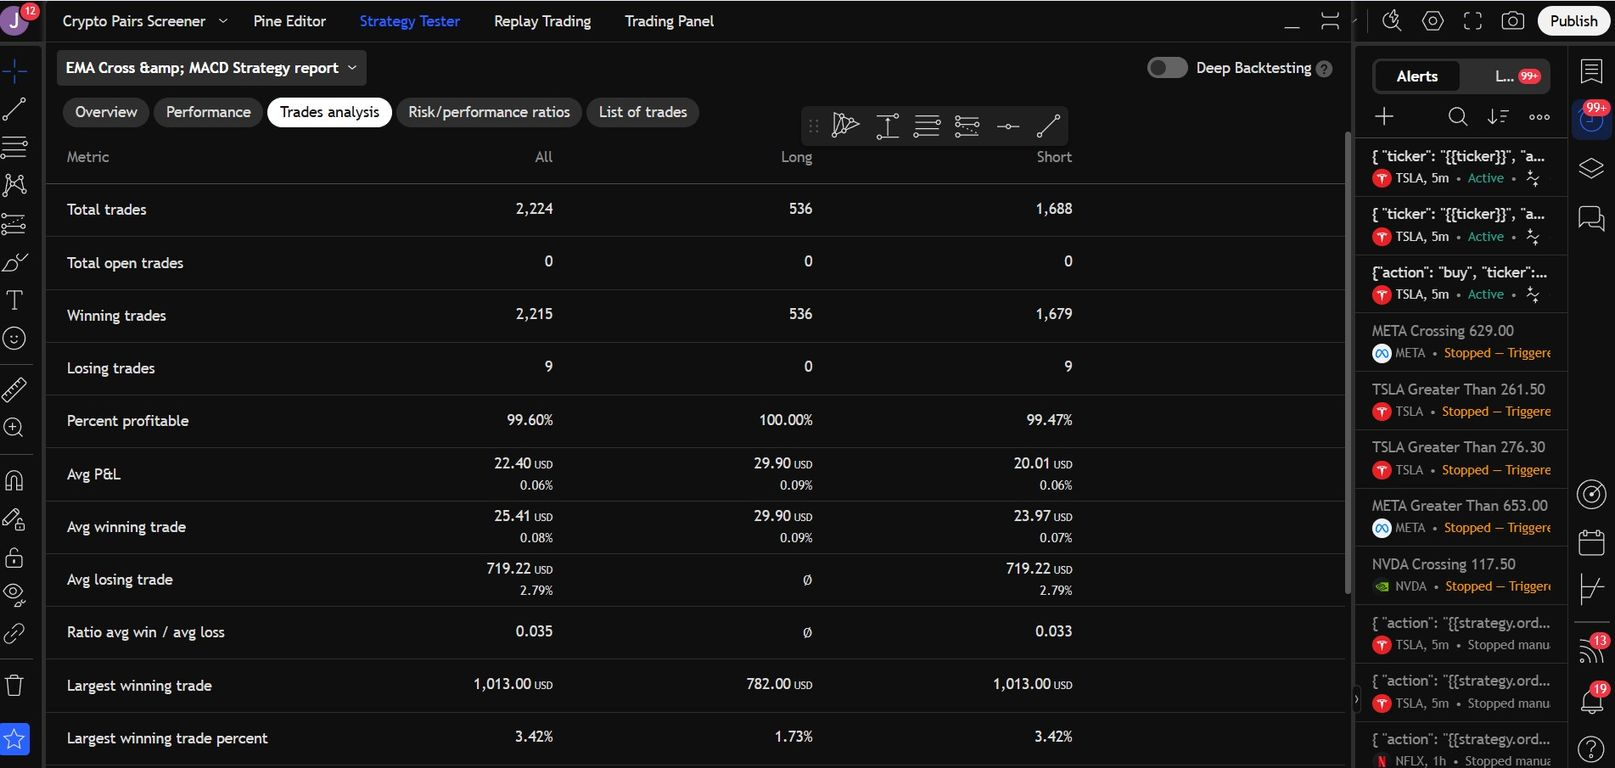 J 12
Crypto Pairs Screener Pine Editor Strategy Tester Replay Trading Trading Panel Publish
EMA Cross &amp; MACD Strategy report
Deep Backtesting ?
Overview Performance Trades analysis Risk/performance ratios List of trades
Metric All Long Short
Total trades 2,224 536 1,688
Total open trades 0 0 0
Winning trades 2,215 536 1,679
Losing trades 9 0 9
Percent profitable 99.60% 100.00% 99.47%
Avg P&L 22.40 USD 29.90 USD 20.01 USD
0.06% 0.09% 0.06%
Avg winning trade 25.41 USD 29.90 USD 23.97 USD
0.08% 0.09% 0.07%
Avg losing trade 719.22 USD Ø 719.22 USD
2.79% 2.79%
Ratio avg win / avg loss 0.035 Ø 0.033
Largest winning trade 1,013.00 USD 782.00 USD 1,013.00 USD
Largest winning trade percent 3.42% 1.73% 3.42%
Alerts L... 99+
{ "ticker": "{{ticker}}", "a...
TSLA, 5m • Active •
{ "ticker": "{{ticker}}", "a...
TSLA, 5m • Active •
{"action": "buy", "ticker":...
TSLA, 5m • Active •
META Crossing 629.00
META • Stopped — Triggere
TSLA Greater Than 261.50
TSLA • Stopped — Triggere
TSLA Greater Than 276.30
TSLA • Stopped — Triggere
META Greater Than 653.00
META • Stopped — Triggere
NVDA Crossing 117.50
NVDA • Stopped — Triggere
{ "action": "{{strategy.ord...
TSLA, 5m • Stopped manua
{ "action": "{{strategy.ord...
TSLA, 5m • Stopped manua
{ "action": "{{strategy.ord...
NFLX, 1h • Stopped manua
99+
13
19